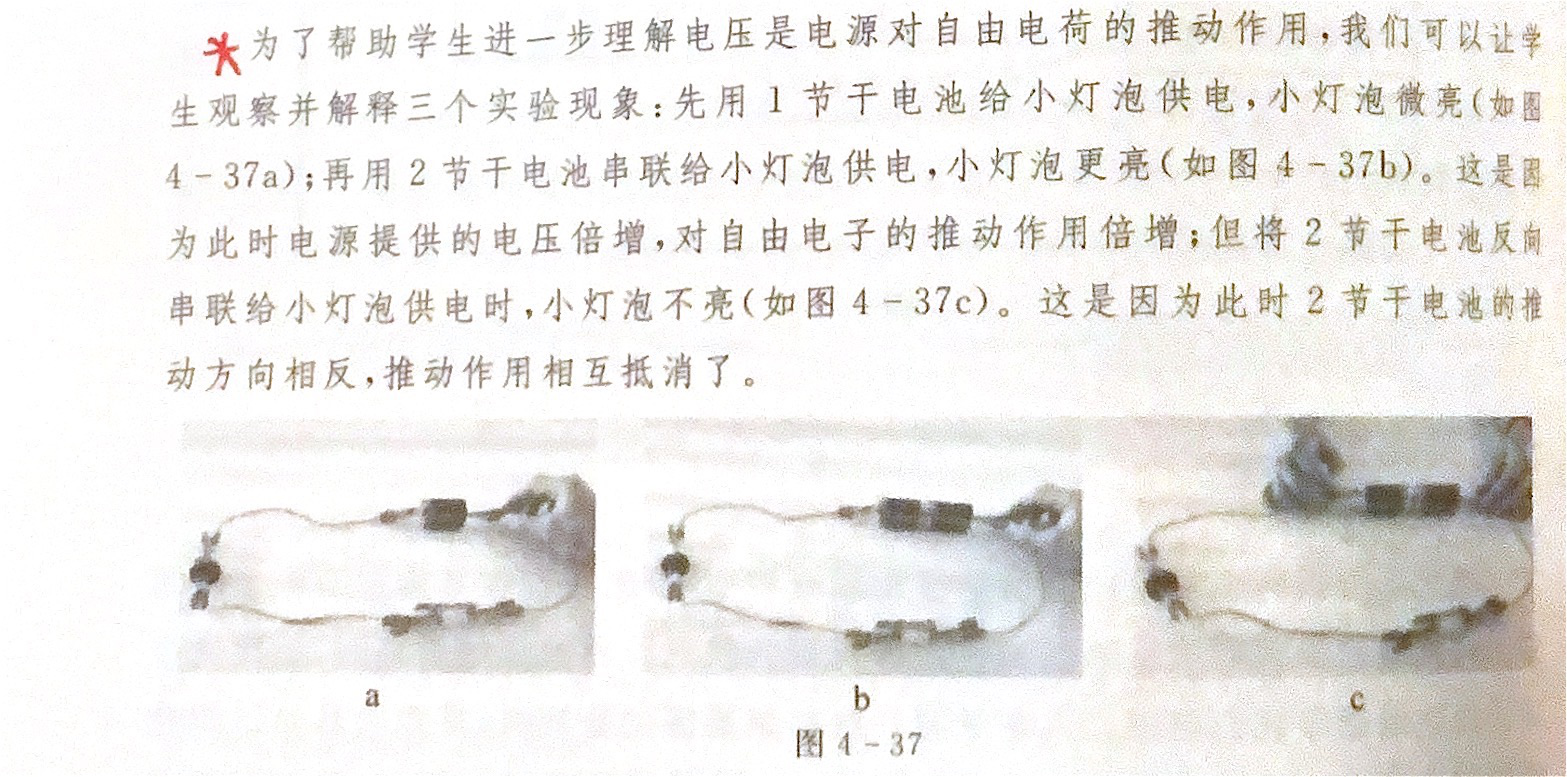 为了帮助学生进一步理解电压是电源对自由电荷的推动作用,我们可以让学
生观察并解释三个实验现象:先用 1 节干电池给小灯泡供电,小灯泡微亮(如图
4-37a);再用 2 节干电池串联给小灯泡供电,小灯泡更亮(如图 4-37b)。这是因
为此时电源提供的电压倍增,对自由电子的推动作用倍增;但将 2 节干电池反向
串联给小灯泡供电时,小灯泡不亮(如图 4-37c)。这是因为此时 2 节干电池的推
动方向相反,推动作用相互抵消了。
a b c
图 4-37